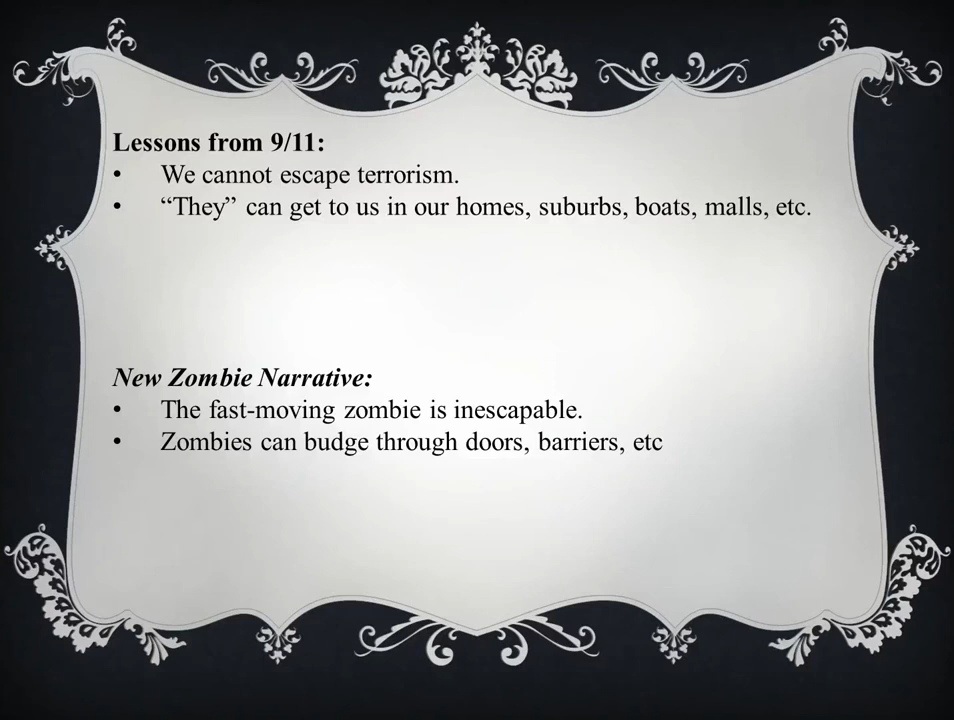 Lessons from 9/11:
• We cannot escape terrorism.
• “They” can get to us in our homes, suburbs, boats, malls, etc.
New Zombie Narrative:
• The fast-moving zombie is inescapable.
• Zombies can budge through doors, barriers, etc